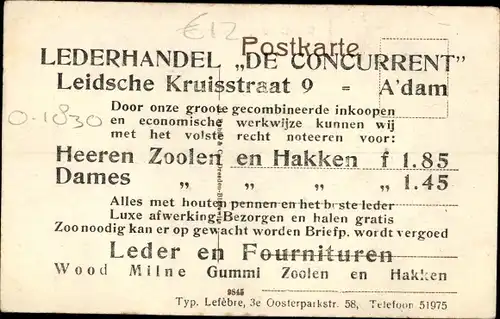 €12
Postkarte
LEDERHANDEL „DE CONCURRENT”
Leidsche Kruisstraat 9 = A'dam
0-1830
Door onze groote gecombineerde inkoopen
en economische werkwijze kunnen wij
met het volste recht noteeren voor:
Heeren Zoolen en Hakken f 1.85
Dames „ „ „ „ 1.45
Alles met houten pennen en het beste leder
Luxe afwerking. Bezorgen en halen gratis
Zoo noodig kan er op gewacht worden Briefp. wordt vergoed
Leder en Fournituren
Wood Milne Gummi Zoolen en Hakken
9845
Typ. Lefèbre, 3e Oosterparkstr. 58, Telefoon 51975